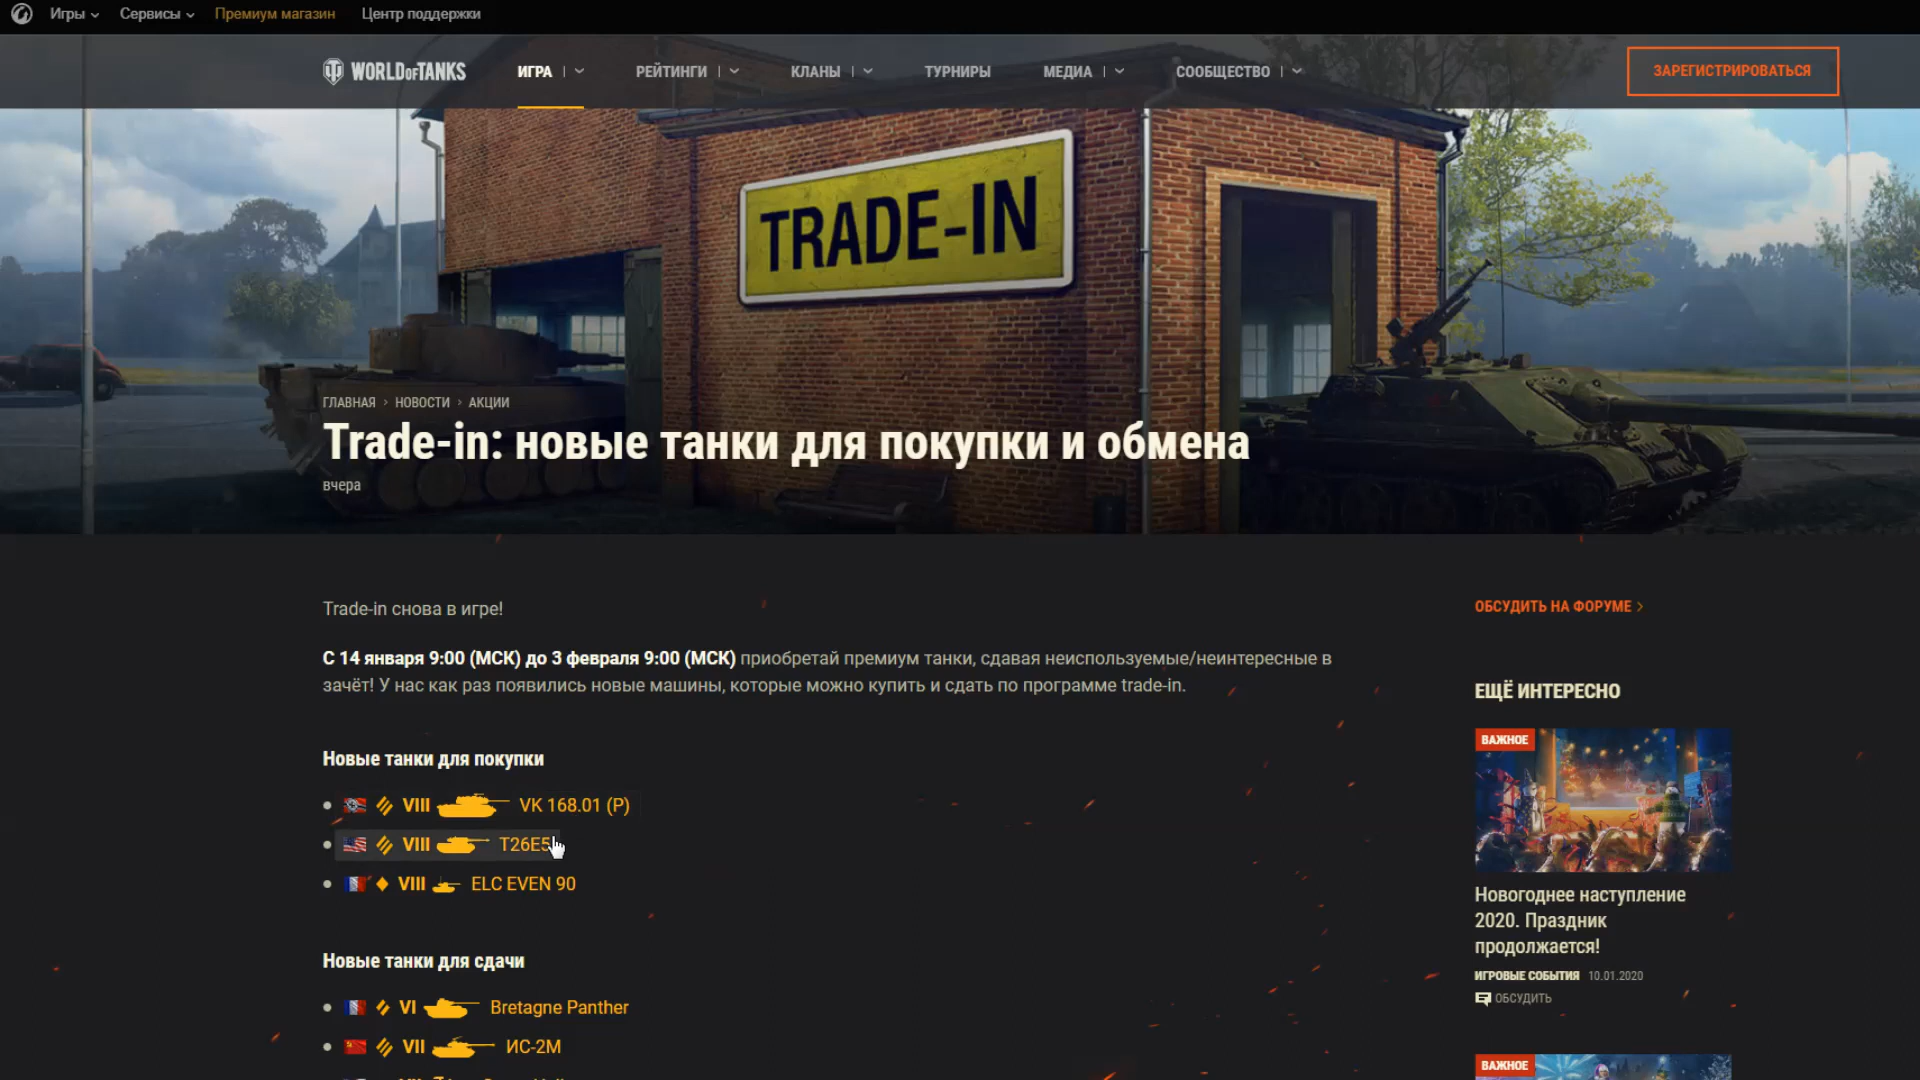 Игры
Сервисы
Премиум магазин
Центр поддержки
WORLD OF TANKS
ИГРА
РЕЙТИНГИ
КЛАНЫ
ТУРНИРЫ
МЕДИА
СООБЩЕСТВО
ЗАРЕГИСТРИРОВАТЬСЯ
TRADE-IN
ГЛАВНАЯ › НОВОСТИ › АКЦИИ
Trade-in: новые танки для покупки и обмена
вчера
Trade-in снова в игре!
С 14 января 9:00 (МСК) до 3 февраля 9:00 (МСК) приобретай премиум танки, сдавая неиспользуемые/неинтересные в
зачёт! У нас как раз появились новые машины, которые можно купить и сдать по программе trade-in.
Новые танки для покупки
VIII VK 168.01 (P)
VIII T26E5
VIII ELC EVEN 90
Новые танки для сдачи
VI Bretagne Panther
VII ИС-2М
ОБСУДИТЬ НА ФОРУМЕ
ЕЩЁ ИНТЕРЕСНО
ВАЖНОЕ
Новогоднее наступление
2020. Праздник
продолжается!
ИГРОВЫЕ СОБЫТИЯ 10.01.2020
ОБСУДИТЬ
ВАЖНОЕ